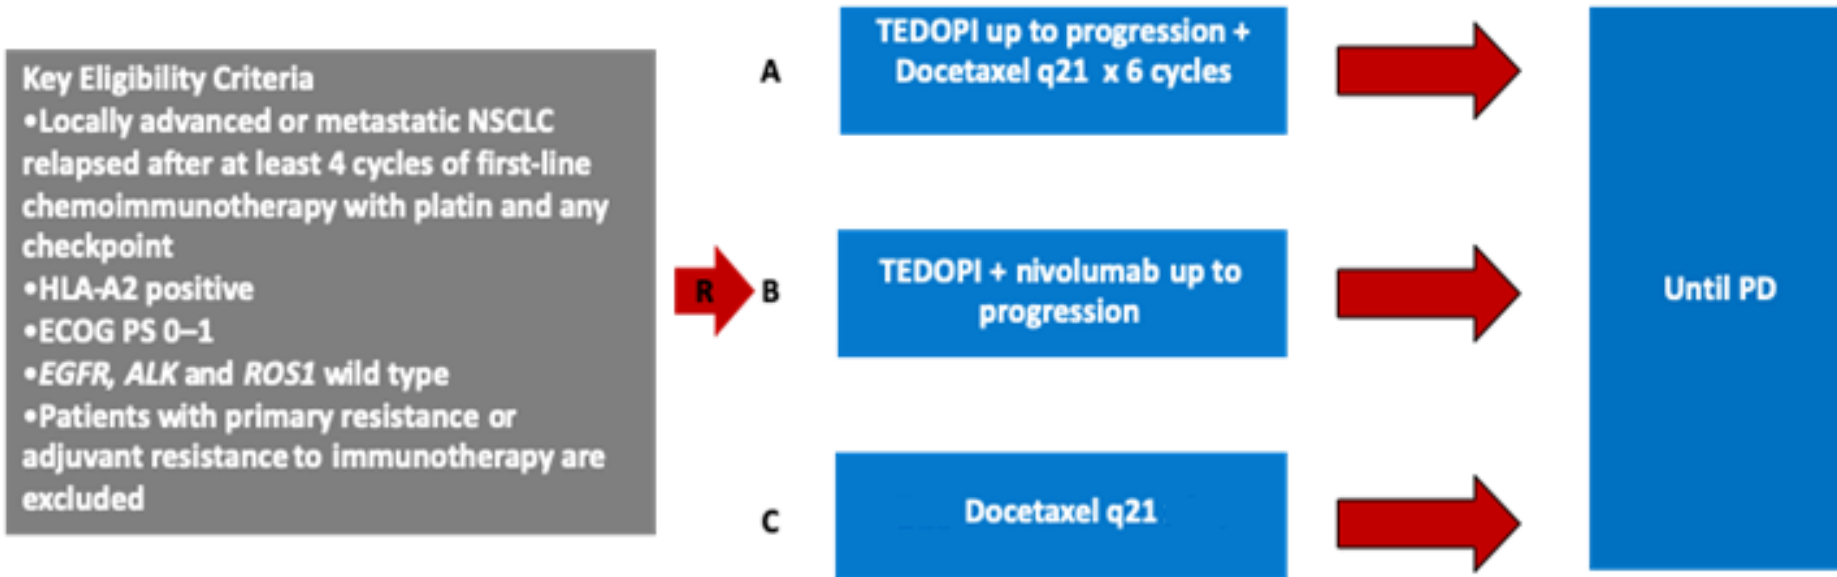 Key Eligibility Criteria
•Locally advanced or metastatic NSCLC
relapsed after at least 4 cycles of first-line
chemoimmunotherapy with platin and any
checkpoint
•HLA-A2 positive
•ECOG PS 0–1
•EGFR, ALK and ROS1 wild type
•Patients with primary resistance or
adjuvant resistance to immunotherapy are
excluded
R
A
TEDOPI up to progression +
Docetaxel q21 x 6 cycles
B
TEDOPI + nivolumab up to
progression
C
Docetaxel q21
Until PD